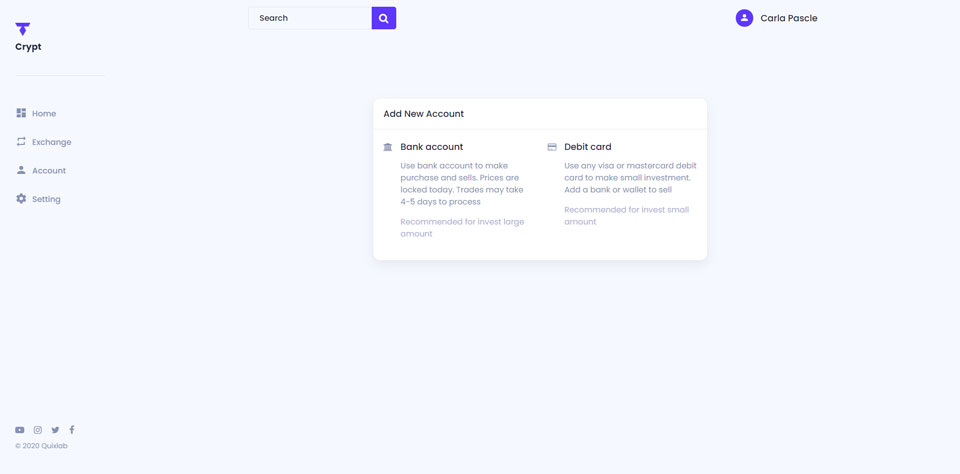 Search
Carla Pascle
Crypt
Home
Exchange
Account
Setting
Add New Account
Bank account
Use bank account to make
purchase and sells. Prices are
locked today. Trades may take
4-5 days to process
Recommended for invest large
amount
Debit card
Use any visa or mastercard debit
card to make small investment.
Add a bank or wallet to sell
Recommended for invest small
amount
© 2020 Quixlab